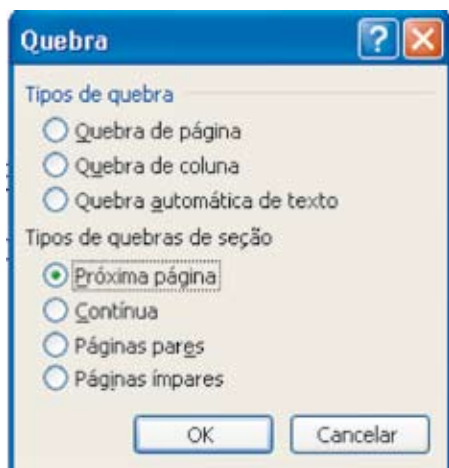 Quebra
Tipos de quebra
Quebra de página
Quebra de coluna
Quebra automática de texto
Tipos de quebras de seção
Próxima página
Contínua
Páginas pares
Páginas ímpares
OK Cancelar